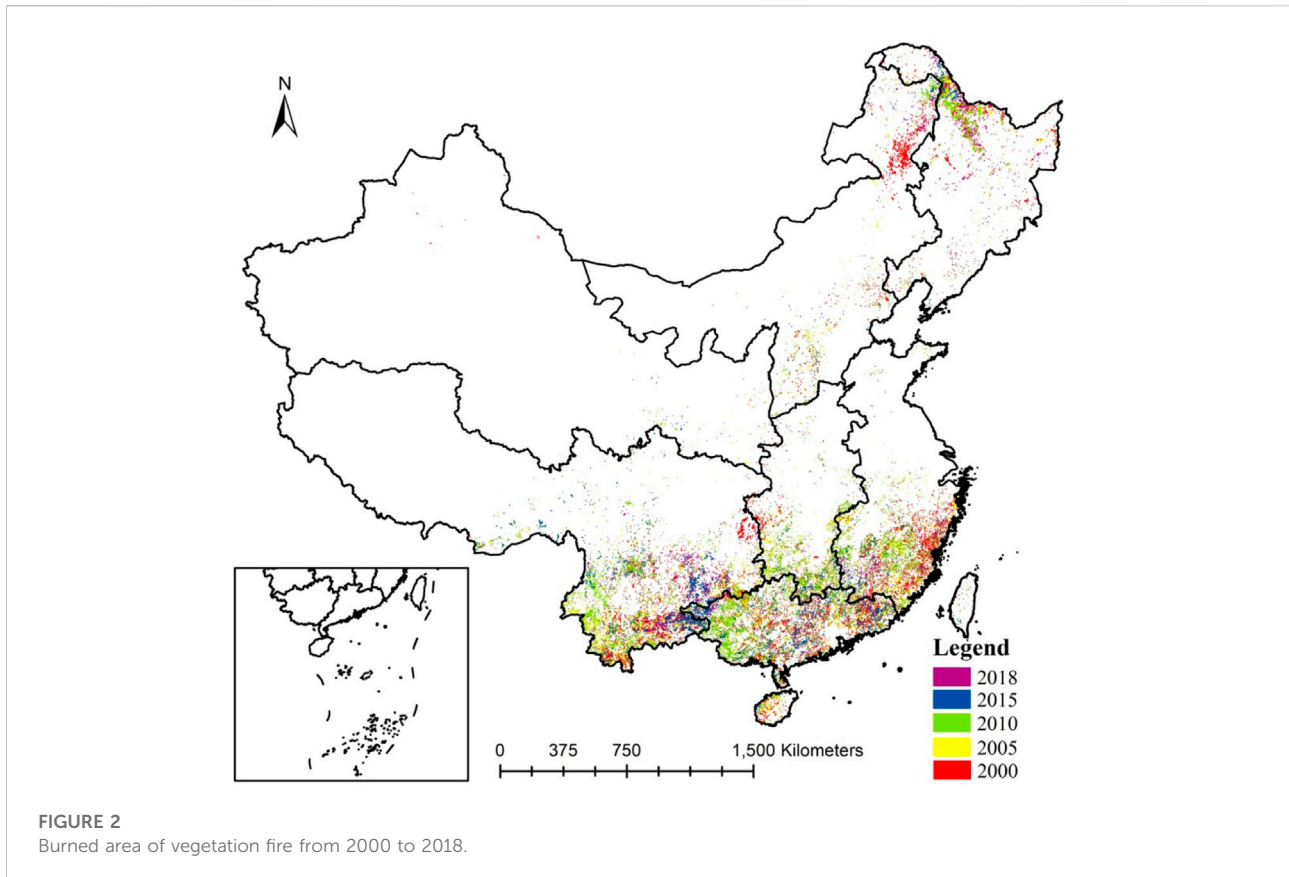 N
Legend
2018
2015
2010
2005
2000
0 375 750 1,500 Kilometers
FIGURE 2
Burned area of vegetation fire from 2000 to 2018.